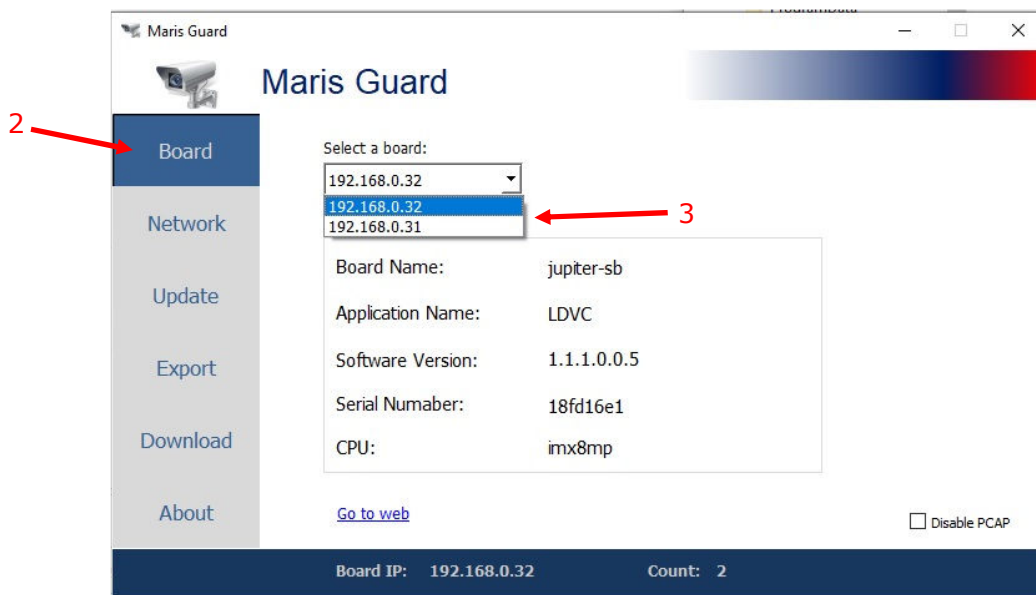 ProgramData
Maris Guard
Maris Guard
2
Board
Select a board:
192.168.0.32
192.168.0.32
192.168.0.31
3
Network
Board Name: jupiter-sb
Update
Application Name: LDVC
Software Version: 1.1.1.0.0.5
Export
Serial Numaber: 18fd16e1
Download
CPU: imx8mp
About
Go to web
Disable PCAP
Board IP: 192.168.0.32 Count: 2